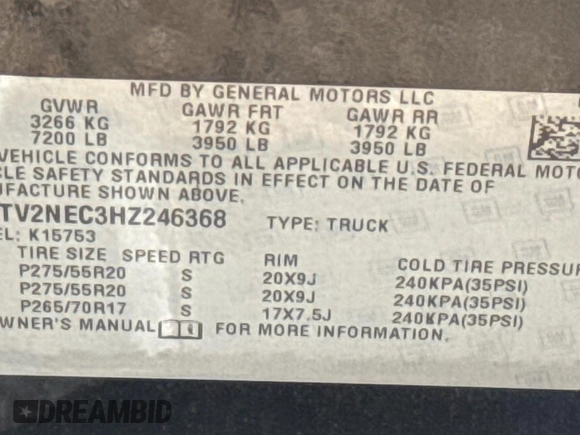 MFD BY GENERAL MOTORS LLC
GVWR GAWR FRT GAWR RR
3266 KG 1792 KG 1792 KG
7200 LB 3950 LB 3950 LB
VEHICLE CONFORMS TO ALL APPLICABLE U.S. FEDERAL MOTO
CLE SAFETY STANDARDS IN EFFECT ON THE DATE OF
UFACTURE SHOWN ABOVE.
TV2NEC3HZ246368 TYPE: TRUCK
EL: K15753
TIRE SIZE SPEED RTG RIM COLD TIRE PRESSUR
P275/55R20 S 20X9J 240KPA(35PSI)
P275/55R20 S 20X9J 240KPA(35PSI)
P265/70R17 S 17X7.5J 240KPA(35PSI)
WNER'S MANUAL FOR MORE INFORMATION.
DREAMBID